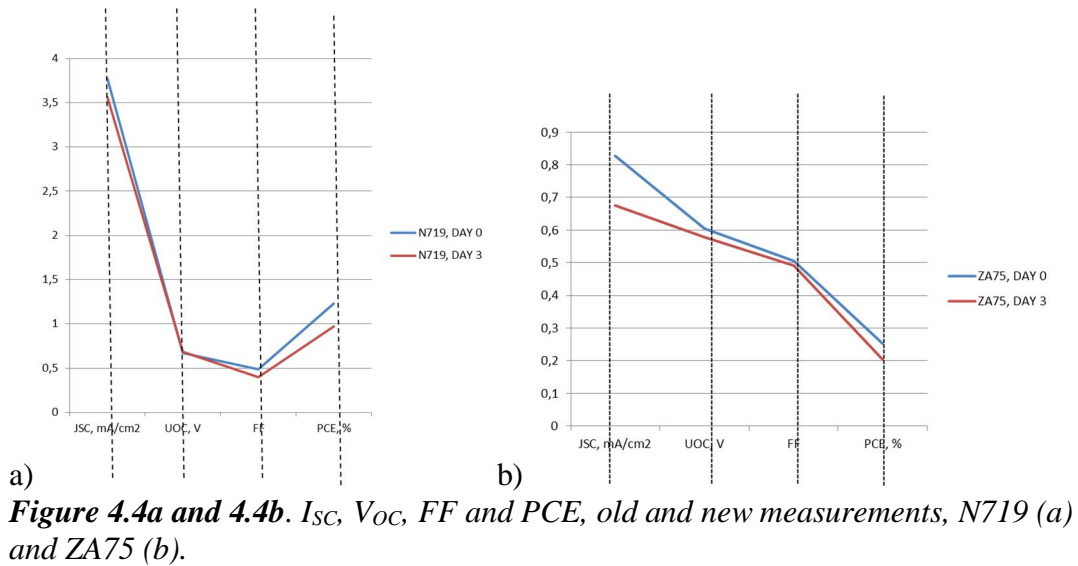 4
3,5
3
2,5
2
1,5
1
0,5
0
JSC, mA/cm2 UOC, V FF PCE, %
N719, DAY 0
N719, DAY 3
a)
0,9
0,8
0,7
0,6
0,5
0,4
0,3
0,2
0,1
0
JSC, mA/cm2 UOC, V FF PCE, %
ZA75, DAY 0
ZA75, DAY 3
b)
Figure 4.4a and 4.4b. ISC, VOC, FF and PCE, old and new measurements, N719 (a)
and ZA75 (b).